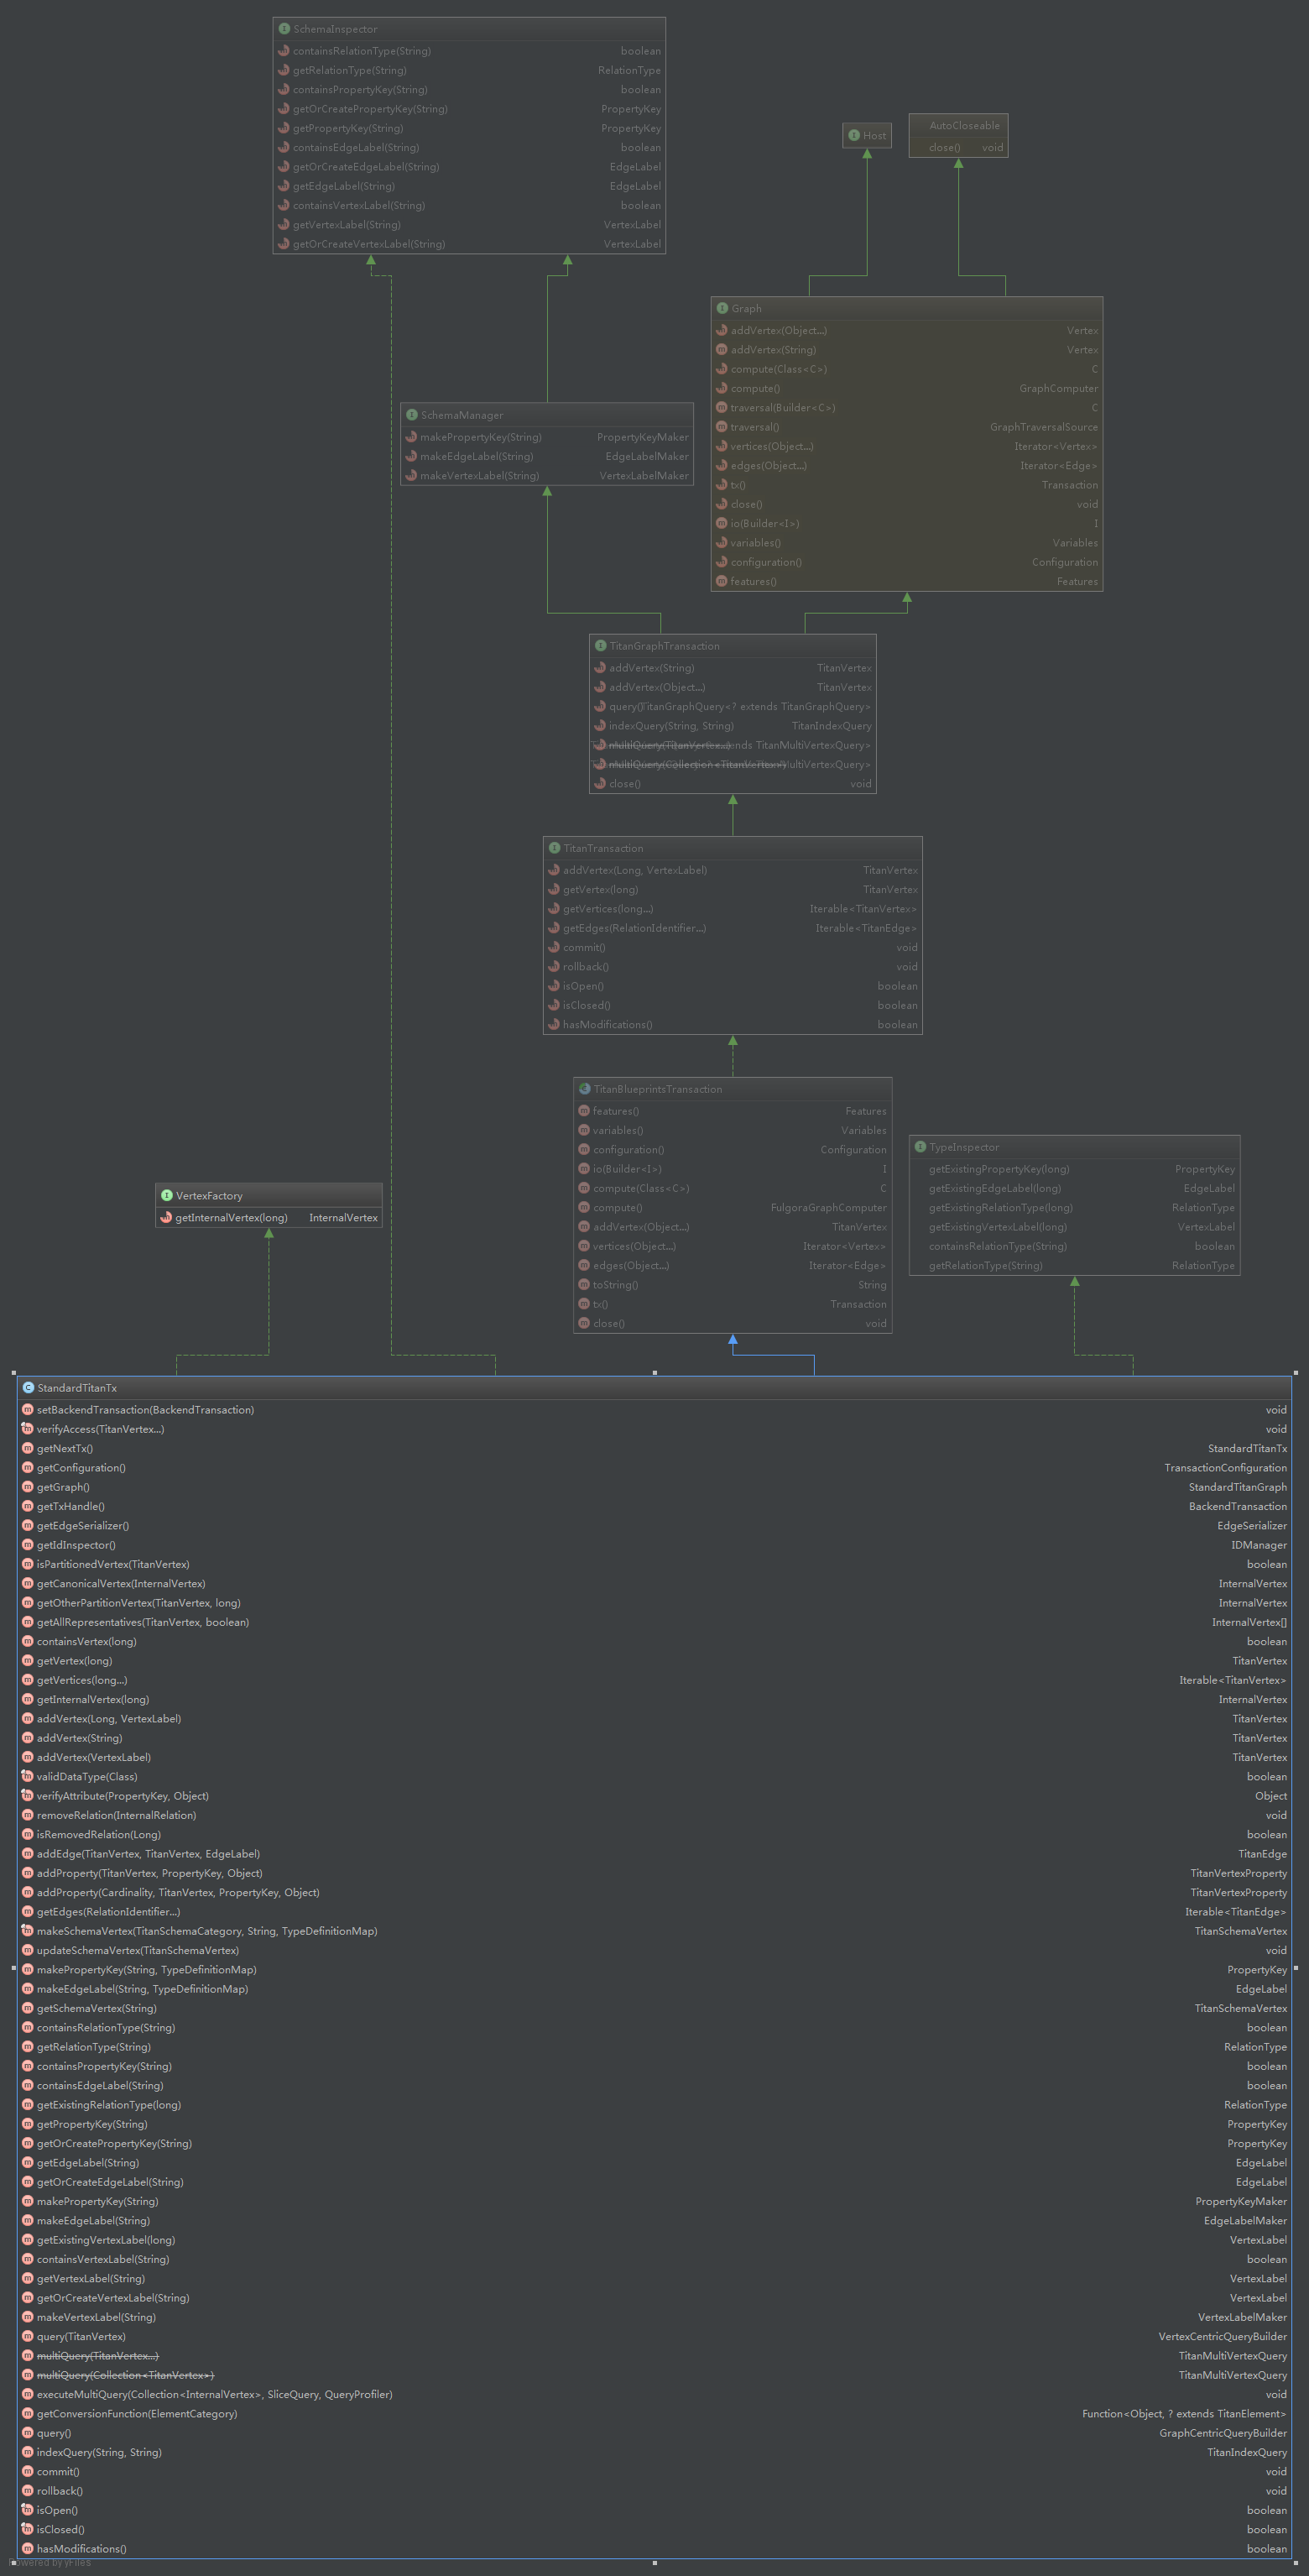 SchemaInspector
containsRelationType(String) boolean
getRelationType(String) RelationType
containsPropertyKey(String) boolean
getOrCreatePropertyKey(String) PropertyKey
getPropertyKey(String) PropertyKey
containsEdgeLabel(String) boolean
getOrCreateEdgeLabel(String) EdgeLabel
getEdgeLabel(String) EdgeLabel
containsVertexLabel(String) boolean
getVertexLabel(String) VertexLabel
getOrCreateVertexLabel(String) VertexLabel
Host
AutoCloseable
close() void
Graph
addVertex(Object...) Vertex
addVertex(String) Vertex
compute(Class<C>) C
compute() GraphComputer
traversal(Builder<C>) C
traversal() GraphTraversalSource
vertices(Object...) Iterator<Vertex>
edges(Object...) Iterator<Edge>
tx() Transaction
close() void
io(Builder<I>) I
variables() Variables
configuration() Configuration
features() Features
SchemaManager
makePropertyKey(String) PropertyKeyMaker
makeEdgeLabel(String) EdgeLabelMaker
makeVertexLabel(String) VertexLabelMaker
TitanGraphTransaction
addVertex(String) TitanVertex
addVertex(Object...) TitanVertex
query() TitanGraphQuery<? extends TitanGraphQuery>
indexQuery(String, String) TitanIndexQuery
multiQuery(TitanVertex...) TitanMultiVertexQuery>
multiQuery(Collection<TitanVertex>) MultiVertexQuery>
close() void
TitanTransaction
addVertex(Long, VertexLabel) TitanVertex
getVertex(long) TitanVertex
getVertices(long...) Iterable<TitanVertex>
getEdges(RelationIdentifier...) Iterable<TitanEdge>
commit() void
rollback() void
isOpen() boolean
isClosed() boolean
hasModifications() boolean
TitanBlueprintsTransaction
features() Features
variables() Variables
configuration() Configuration
io(Builder<I>) I
compute(Class<C>) C
compute() FulgoraGraphComputer
addVertex(Object...) TitanVertex
vertices(Object...) Iterator<Vertex>
edges(Object...) Iterator<Edge>
toString() String
tx() Transaction
close() void
TypeInspector
getExistingPropertyKey(long) PropertyKey
getExistingEdgeLabel(long) EdgeLabel
getExistingRelationType(long) RelationType
getExistingVertexLabel(long) VertexLabel
containsRelationType(String) boolean
getRelationType(String) RelationType
VertexFactory
getInternalVertex(long) InternalVertex
StandardTitanTx
setBackendTransaction(BackendTransaction) void
verifyAccess(TitanVertex...) void
getNextTx() StandardTitanTx
getConfiguration() TransactionConfiguration
getGraph() StandardTitanGraph
getTxHandle() BackendTransaction
getEdgeSerializer() EdgeSerializer
getIdInspector() IDManager
isPartitionedVertex(TitanVertex) boolean
getCanonicalVertex(InternalVertex) InternalVertex
getOtherPartitionVertex(TitanVertex, long) InternalVertex
getAllRepresentatives(TitanVertex, boolean) InternalVertex[]
containsVertex(long) boolean
getVertex(long) TitanVertex
getVertices(long...) Iterable<TitanVertex>
getInternalVertex(long) InternalVertex
addVertex(Long, VertexLabel) TitanVertex
addVertex(String) TitanVertex
addVertex(VertexLabel) TitanVertex
validDataType(Class) boolean
verifyAttribute(PropertyKey, Object) Object
removeRelation(InternalRelation) void
isRemovedRelation(Long) boolean
addEdge(TitanVertex, TitanVertex, EdgeLabel) TitanEdge
addProperty(TitanVertex, PropertyKey, Object) TitanVertexProperty
addProperty(Cardinality, TitanVertex, PropertyKey, Object) TitanVertexProperty
getEdges(RelationIdentifier...) Iterable<TitanEdge>
makeSchemaVertex(TitanSchemaCategory, String, TypeDefinitionMap) TitanSchemaVertex
updateSchemaVertex(TitanSchemaVertex) void
makePropertyKey(String, TypeDefinitionMap) PropertyKey
makeEdgeLabel(String, TypeDefinitionMap) EdgeLabel
getSchemaVertex(String) TitanSchemaVertex
containsRelationType(String) boolean
getRelationType(String) RelationType
containsPropertyKey(String) boolean
containsEdgeLabel(String) boolean
getExistingRelationType(long) RelationType
getPropertyKey(String) PropertyKey
getOrCreatePropertyKey(String) PropertyKey
getEdgeLabel(String) EdgeLabel
getOrCreateEdgeLabel(String) EdgeLabel
makePropertyKey(String) PropertyKeyMaker
makeEdgeLabel(String) EdgeLabelMaker
getExistingVertexLabel(long) VertexLabel
containsVertexLabel(String) boolean
getVertexLabel(String) VertexLabel
getOrCreateVertexLabel(String) VertexLabel
makeVertexLabel(String) VertexLabelMaker
query(TitanVertex) VertexCentricQueryBuilder
multiQuery(TitanVertex...) TitanMultiVertexQuery
multiQuery(Collection<TitanVertex>) TitanMultiVertexQuery
executeMultiQuery(Collection<InternalVertex>, SliceQuery, QueryProfiler) void
getConversionFunction(ElementCategory) Function<Object, ? extends TitanElement>
query() GraphCentricQueryBuilder
indexQuery(String, String) TitanIndexQuery
commit() void
rollback() void
isOpen() boolean
isClosed() boolean
hasModifications() boolean
Powered by yFiles